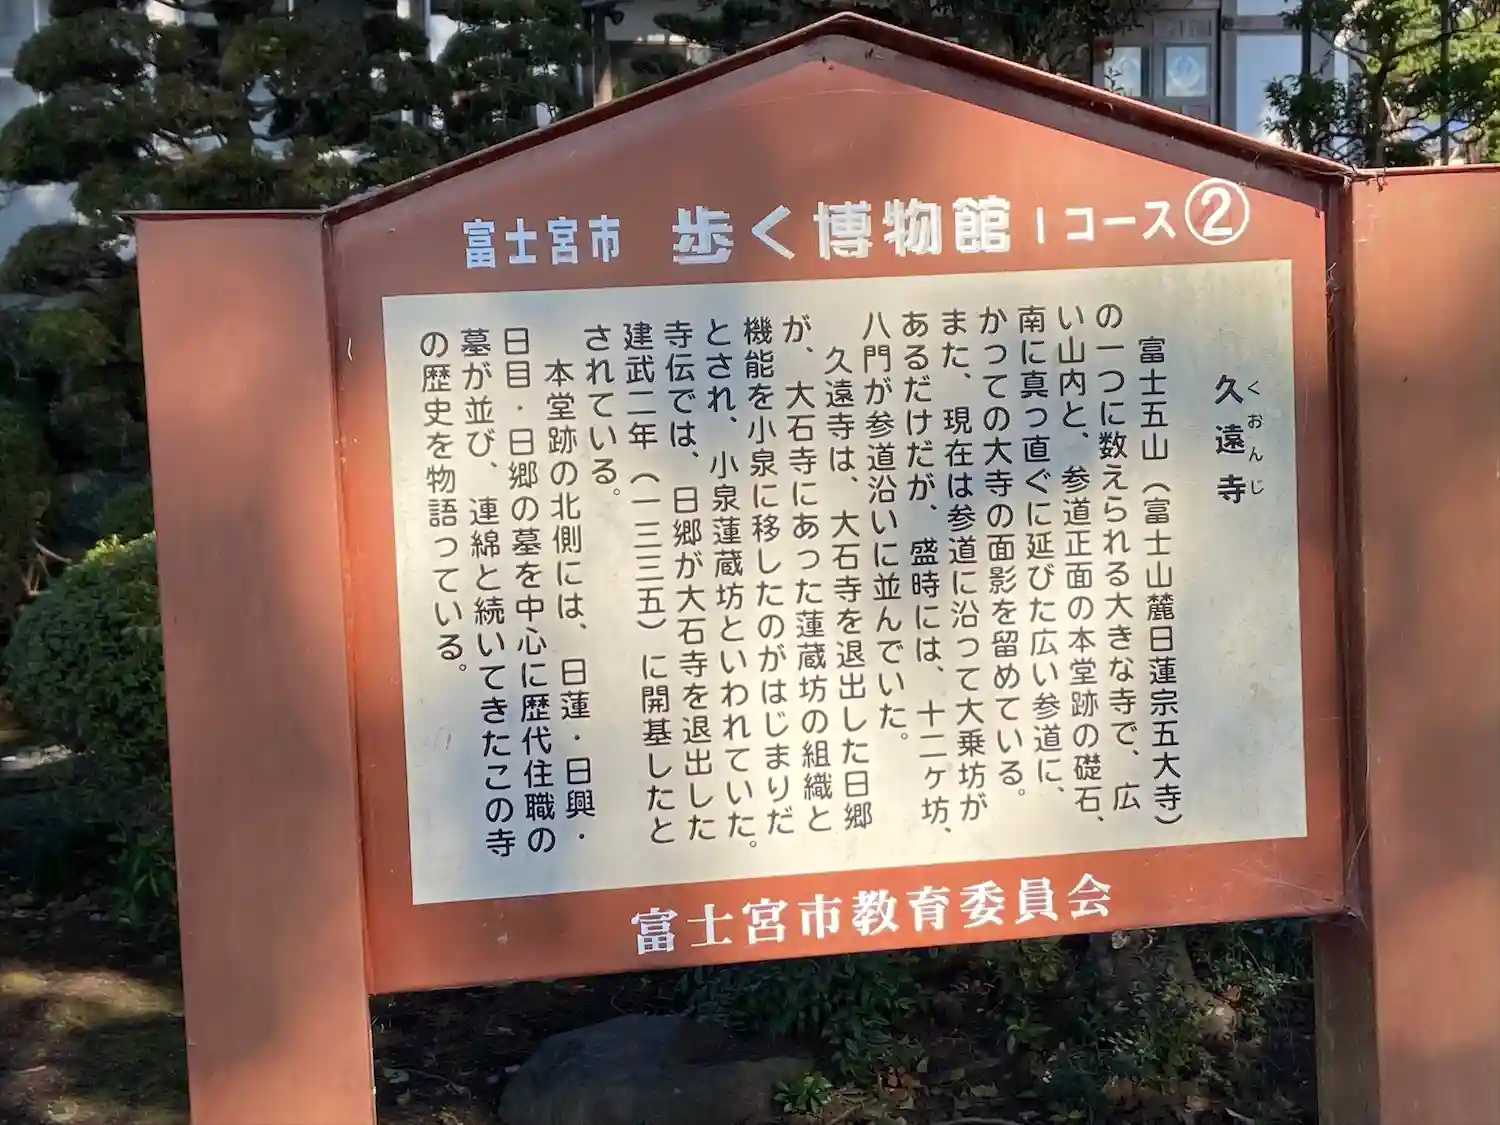 富士宮市 歩く博物館 Iコース②
久遠寺
くおんじ
富士五山（富士山麓日蓮宗五大寺）
の一つに数えられる大きな寺で、広
い山内と、参道正面の本堂跡の礎石、
南に真っ直ぐに延びた広い参道に、
かつての大寺の面影を留めている。
また、現在は参道に沿って大乗坊が
あるだけだが、盛時には、十二ヶ坊、
八門が参道沿いに並んでいた。
久遠寺は、大石寺を退出した日郷
が、大石寺にあった蓮蔵坊の組織と
機能を小泉に移したのがはじまりだ
とされ、小泉蓮蔵坊といわれていた。
寺伝では、日郷が大石寺を退出した
建武二年（一三三五）に開基したと
されている。
本堂跡の北側には、日蓮・日興・
日目・日郷の墓を中心に歴代住職の
墓が並び、連綿と続いてきたこの寺
の歴史を物語っている。
富士宮市教育委員会